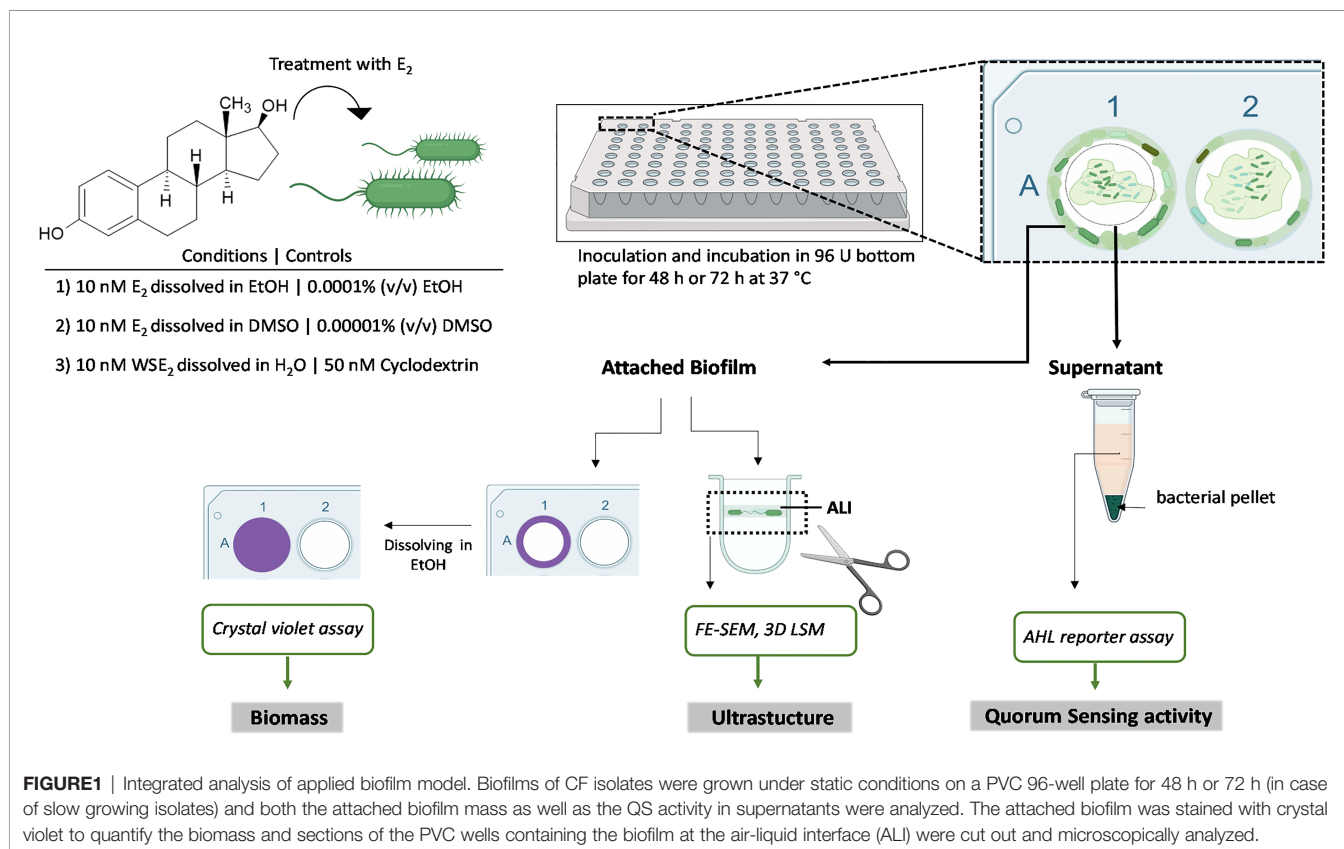 Treatment with E2
CH3
OH
H
H
H
H
HO
Conditions | Controls
1) 10 nM E2 dissolved in EtOH | 0.0001% (v/v) EtOH
2) 10 nM E2 dissolved in DMSO | 0.00001% (v/v) DMSO
3) 10 nM WSE2 dissolved in H2O | 50 nM Cyclodextrin
Inoculation and incubation in 96 U bottom
plate for 48 h or 72 h at 37 °C
1 2
A
Attached Biofilm
Supernatant
bacterial pellet
1 2
A
Dissolving in
EtOH
1 2
A
ALI
Crystal violet assay
FE-SEM, 3D LSM
AHL reporter assay
Biomass
Ultrastucture
Quorum Sensing activity
FIGURE1 | Integrated analysis of applied biofilm model. Biofilms of CF isolates were grown under static conditions on a PVC 96-well plate for 48 h or 72 h (in case
of slow growing isolates) and both the attached biofilm mass as well as the QS activity in supernatants were analyzed. The attached biofilm was stained with crystal
violet to quantify the biomass and sections of the PVC wells containing the biofilm at the air-liquid interface (ALI) were cut out and microscopically analyzed.